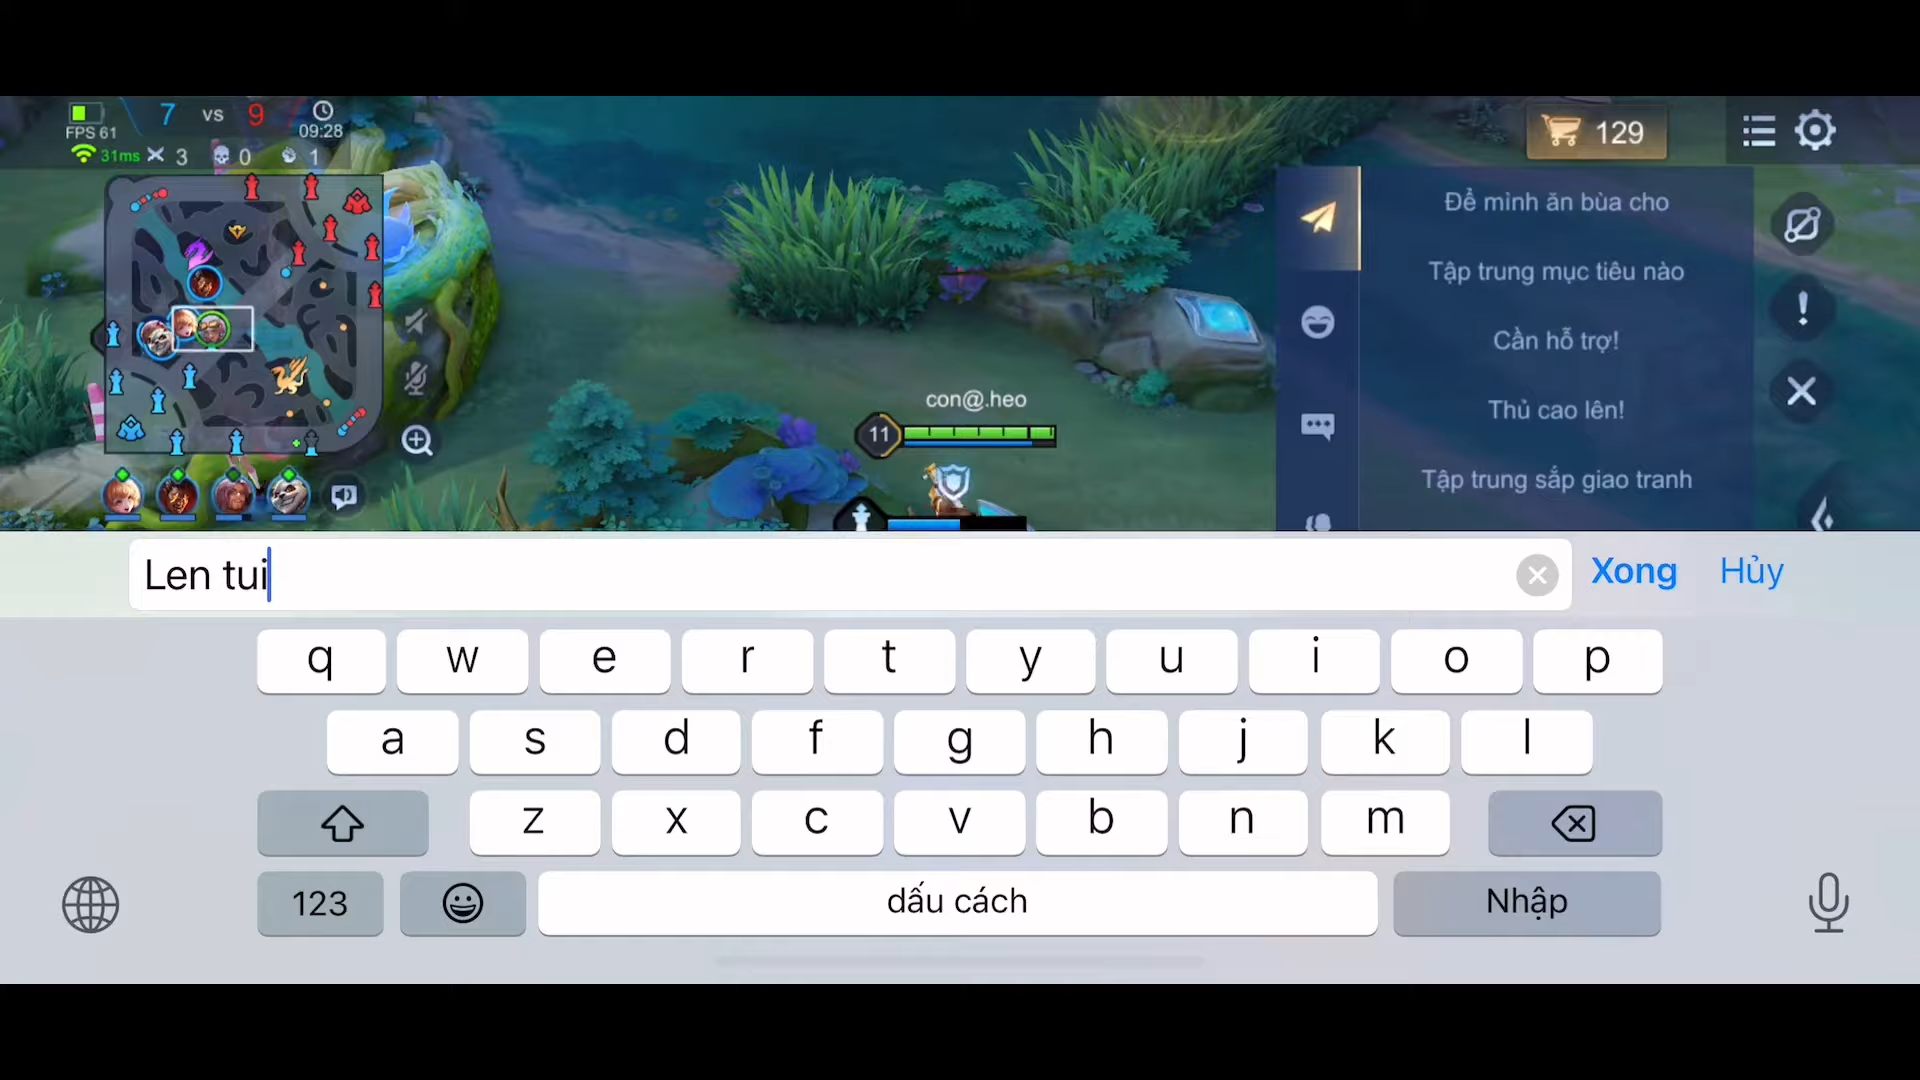 7 vs 9
FPS 61
09:28
31ms
3
0
1
129
Để mình ăn bùa cho
Tập trung mục tiêu nào
Cần hỗ trợ!
Thủ cao lên!
Tập trung sắp giao tranh
con@.heo
11
Len tui
Xong
Hủy
q w e r t y u i o p
a s d f g h j k l
z x c v b n m
123
dấu cách
Nhập